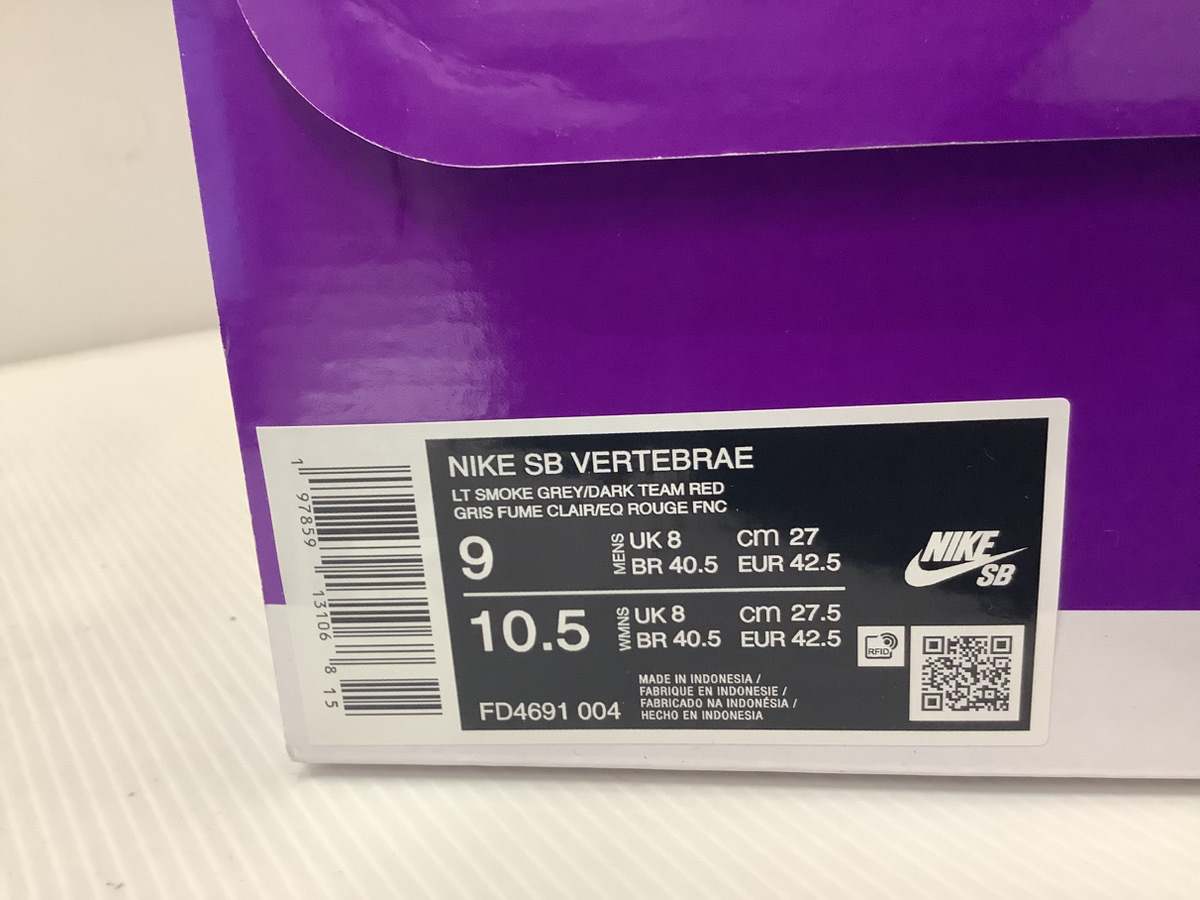 1 97859 13106 8 15
NIKE SB VERTEBRAE
LT SMOKE GREY/DARK TEAM RED
GRIS FUME CLAIR/EQ ROUGE FNC
9
MENS
UK 8 cm 27
BR 40.5 EUR 42.5
10.5
WMNS
UK 8 cm 27.5
BR 40.5 EUR 42.5
FD4691 004
MADE IN INDONESIA /
FABRIQUE EN INDONESIE /
FABRICADO NA INDONÉSIA /
HECHO EN INDONESIA
NIKE
SB
RFID